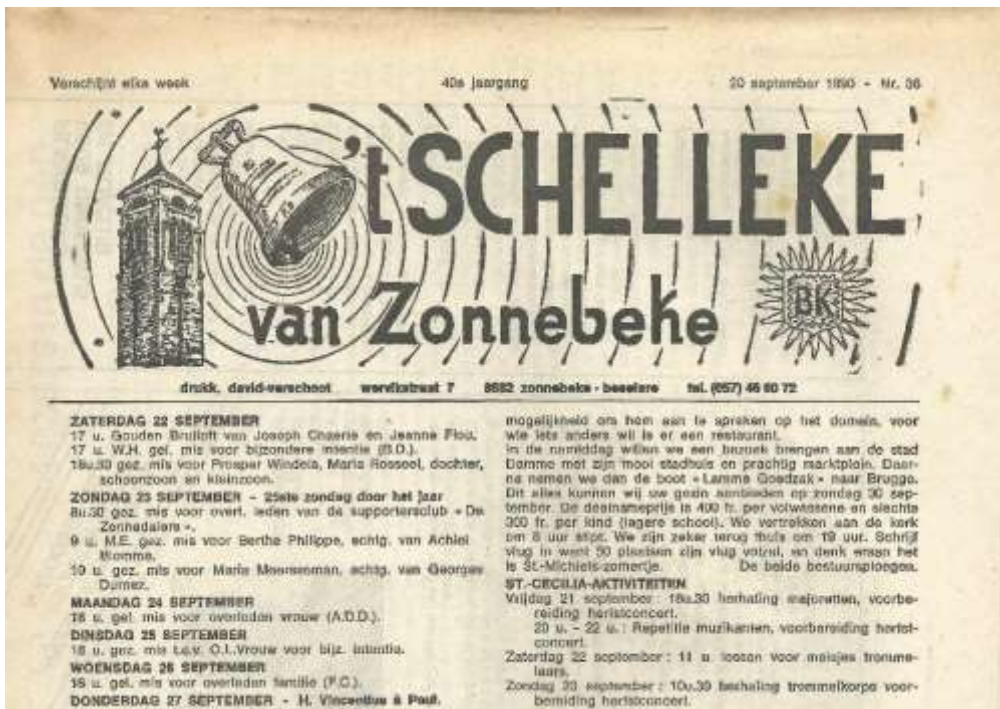 Verschijnt elke week 40e jaargang 20 september 1990 - Nr. 36
't SCHELLEKE
van Zonnebeke
BK
drukk. david-verschoot wervikstraat 7 8982 zonnebeke - beselare tel. (057) 46 60 72
ZATERDAG 22 SEPTEMBER
17 u. Gouden Bruiloft van Joseph Chaerle en Jeanne Flou.
17 u. W.H. gel. mis voor bijzondere intentie (B.D.).
18u.30 gez. mis voor Prosper Windels, Maria Rosseel, dochter,
schoonzoon en kleinzoon.
ZONDAG 23 SEPTEMBER - 25ste zondag door het jaar
8u.30 gez. mis voor overl. leden van de supportersclub « De
Zonnedalers ».
9 u. M.E. gez. mis voor Berthe Philippe, echtg. van Achiel
10 u. gez. mis voor Maria Meersseman, echtg. van Georges
Dumez.
MAANDAG 24 SEPTEMBER
18 u. gel. mis voor overleden vrouw (A.D.D.).
DINSDAG 25 SEPTEMBER
18 u. gez. mis t.e.v. O.L.Vrouw voor bijz. intentie.
WOENSDAG 26 SEPTEMBER
18 u. gel. mis voor overleden familie (P.C.).
DONDERDAG 27 SEPTEMBER - H. Vincentius à Paul.
mogelijkheid om hem aan te spreken op het domein, voor
wie iets anders wil is er een restaurant.
In de namiddag willen we een bezoek brengen aan de stad
Damme met zijn mooi stadhuis en prachtig marktplein. Daar-
na nemen we dan de boot « Lamme Goedzak » naar Brugge.
Dit alles kunnen wij uw gezin aanbieden op zondag 30 sep-
tember. De deelnameprijs is 400 fr. per volwassene en slechts
300 fr. per kind (lagere school). We vertrekken aan de kerk
om 8 uur stipt. We zijn zeker terug thuis om 19 uur. Schrijf
vlug in want 50 plaatsen zijn vlug volzet, en denk eraan het
is St.-Michiels-zomertje. De beide bestuursploegen.
ST.-CECILIA-AKTIVITEITEN
Vrijdag 21 september : 18u.30 herhaling majoretten, voorbe-
reiding herfstconcert.
20 u. - 22 u. : Repetitie muzikanten, voorbereiding herfst-
concert.
Zaterdag 22 september : 11 u. lessen voor meisjes tromme-
laars.
Zondag 23 september : 10u.30 herhaling trommelkorps voor-
bereiding herfstconcert.